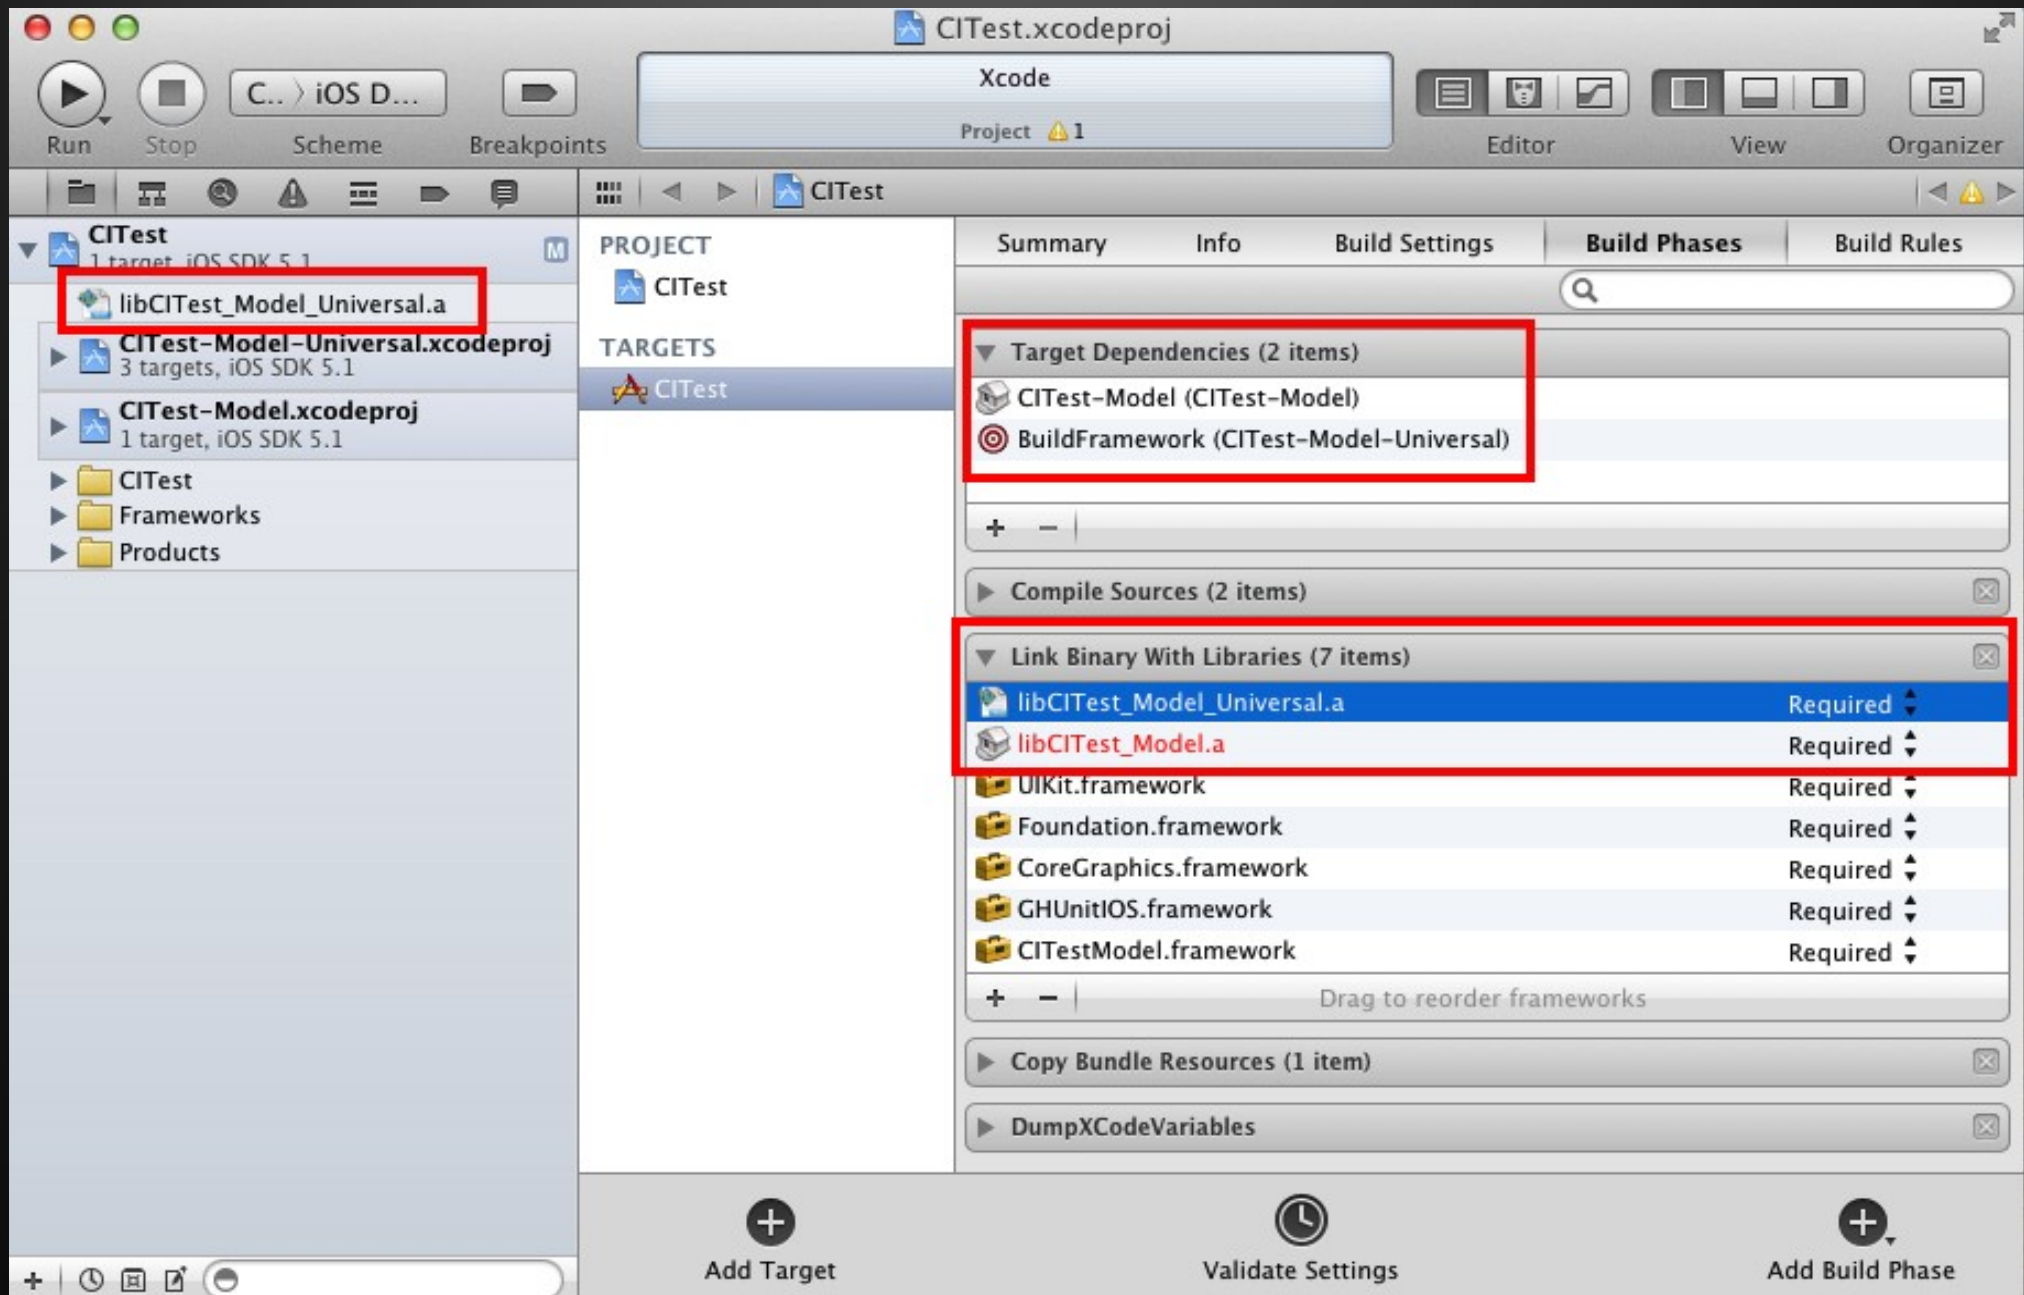 CITest.xcodeproj
Xcode
C.. › iOS D...
Project 1
Run Stop Scheme Breakpoints Editor View Organizer
CITest
CITest
1 target, iOS SDK 5.1
M
libCITest_Model_Universal.a
CITest-Model-Universal.xcodeproj
3 targets, iOS SDK 5.1
CITest-Model.xcodeproj
1 target, iOS SDK 5.1
CITest
Frameworks
Products
PROJECT
CITest
TARGETS
CITest
Summary Info Build Settings Build Phases Build Rules
Target Dependencies (2 items)
CITest-Model (CITest-Model)
BuildFramework (CITest-Model-Universal)
Compile Sources (2 items)
Link Binary With Libraries (7 items)
libCITest_Model_Universal.a Required
libCITest_Model.a Required
UIKit.framework Required
Foundation.framework Required
CoreGraphics.framework Required
GHUnitIOS.framework Required
CITestModel.framework Required
Drag to reorder frameworks
Copy Bundle Resources (1 item)
DumpXCodeVariables
Add Target Validate Settings Add Build Phase